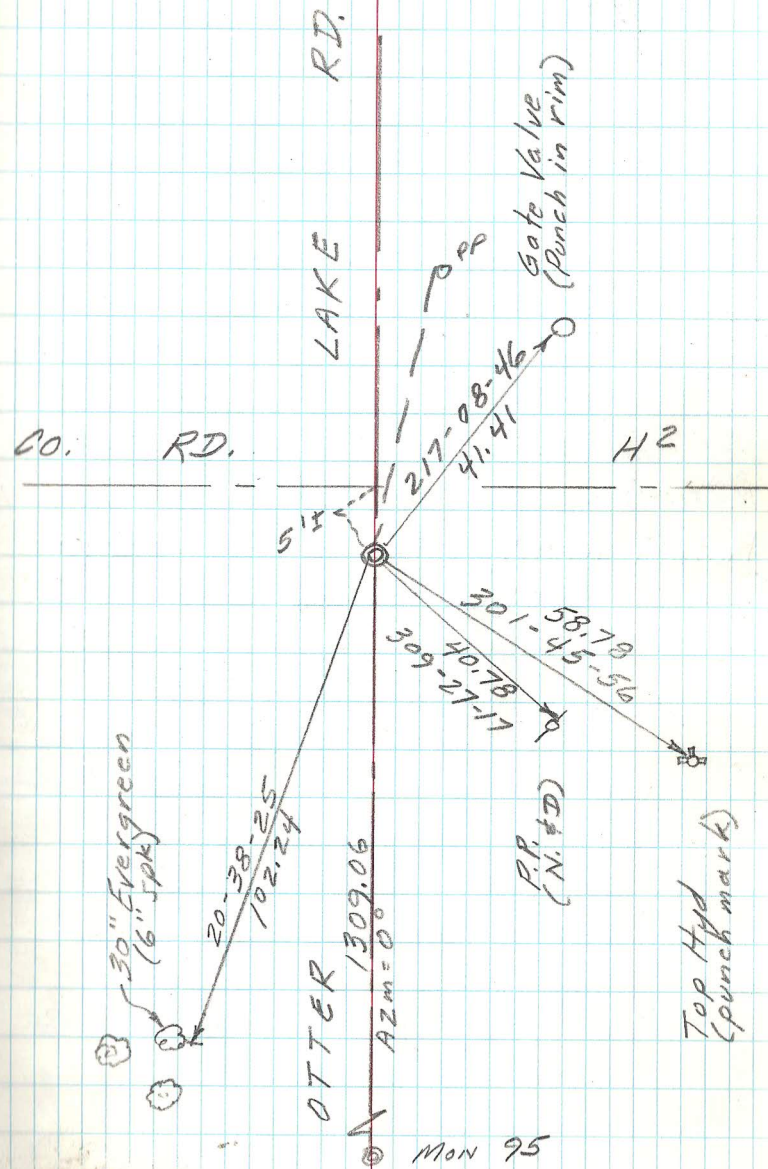 OTTER LAKE RD.
Gate Valve
(Punch in rim)
PP
217-08-46
41.41
CO. RD. H2
5'±
301-45-56
58.78
40.78
309-27-17
30" Evergreen
(6" spk)
20-38-25
102.24
P.P.
(N.&D)
1309.06
Azm=0°
Top Hyd
(punch mark)
MON 95